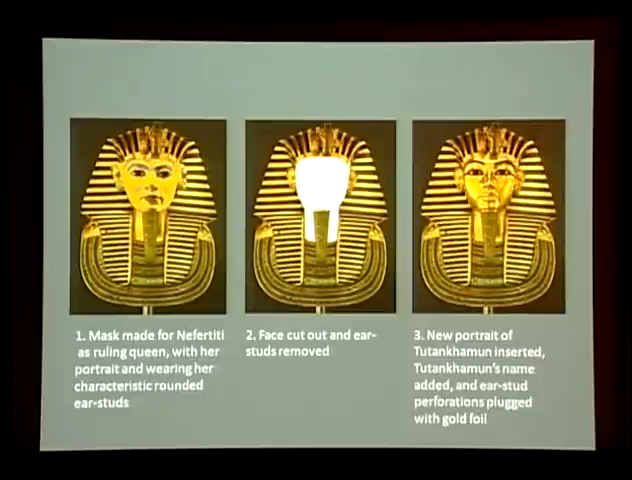 1. Mask made for Nefertiti
as ruling queen, with her
portrait and wearing her
characteristic rounded
ear-studs
2. Face cut out and ear-
studs removed
3. New portrait of
Tutankhamun inserted,
Tutankhamun's name
added, and ear-stud
perforations plugged
with gold foil